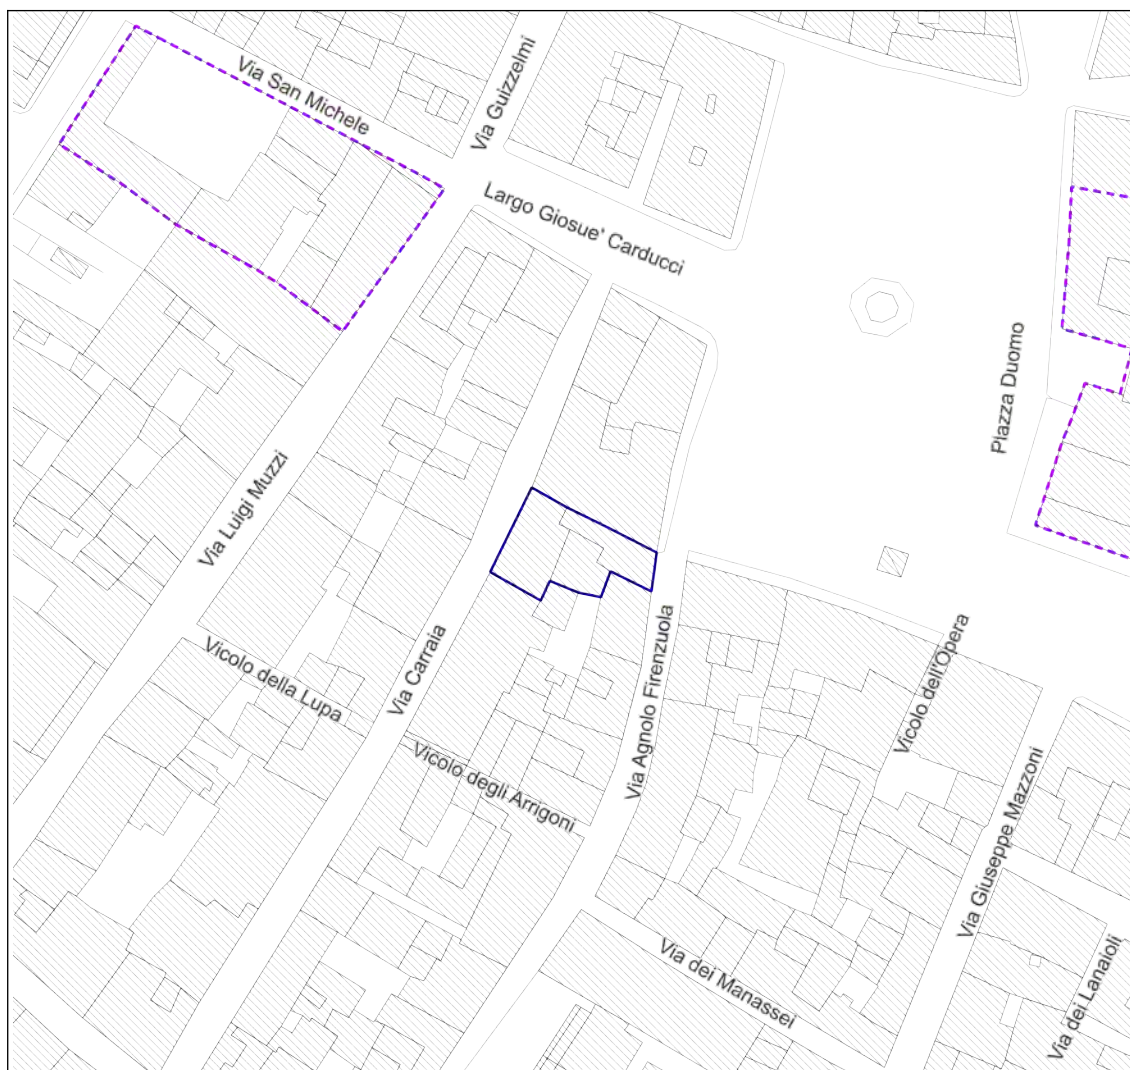 Via San Michele
Via Guizzelmi
Largo Giosue' Carducci
Piazza Duomo
Via Luigi Muzzi
Via Carraia
Vicolo della Lupa
Via Agnolo Firenzuola
Vicolo dell'Opera
Vicolo degli Arrigoni
Via Giuseppe Mazzoni
Via dei Manassei
Via dei Lanaioli